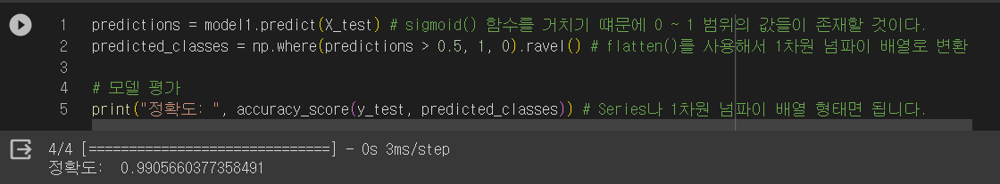 1 predictions = model1.predict(X_test) # sigmoid() 함수를 거치기 때문에 0 ~ 1 범위의 값들이 존재할 것이다.
2 predicted_classes = np.where(predictions > 0.5, 1, 0).ravel() # flatten()를 사용해서 1차원 넘파이 배열로 변환
3
4 # 모델 평가
5 print("정확도: ", accuracy_score(y_test, predicted_classes)) # Series나 1차원 넘파이 배열 형태면 됩니다.
4/4 [==============================] - 0s 3ms/step
정확도:  0.9905660377358491